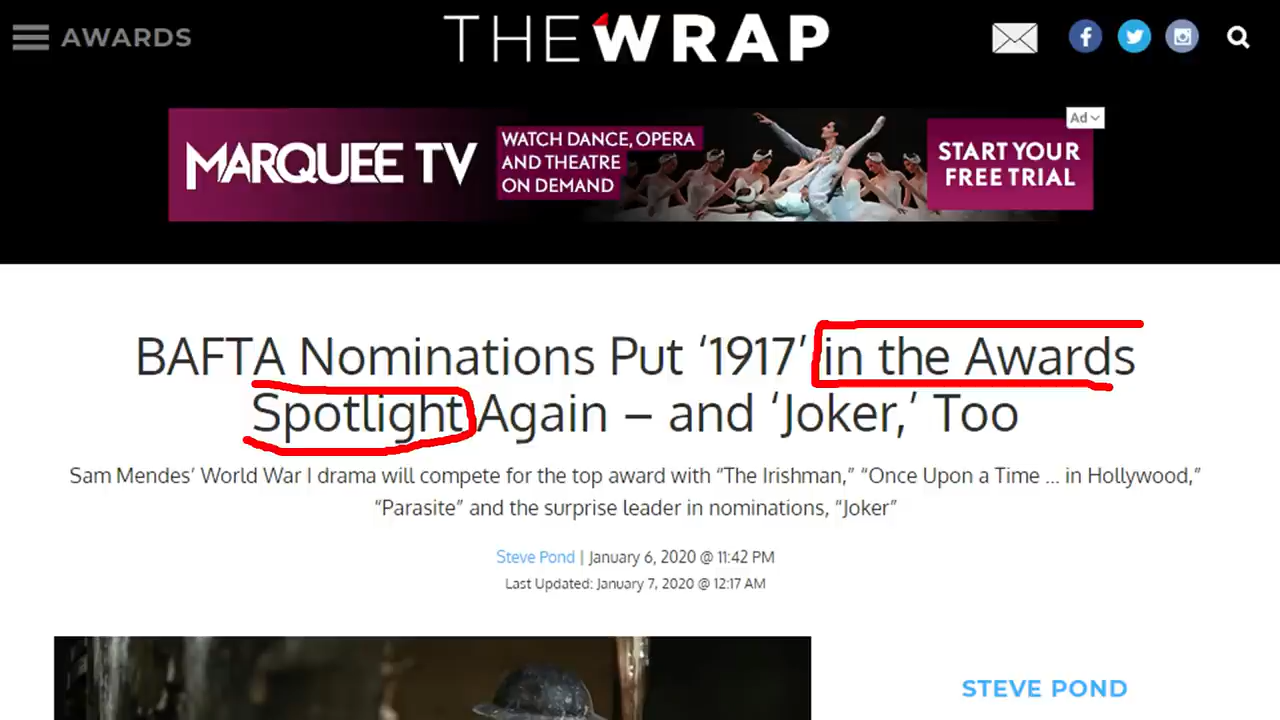 AWARDS
THE WRAP
Ad
MARQUEE TV
WATCH DANCE, OPERA
AND THEATRE
ON DEMAND
START YOUR
FREE TRIAL
BAFTA Nominations Put ‘1917’ in the Awards
Spotlight Again – and ‘Joker,’ Too
Sam Mendes’ World War I drama will compete for the top award with “The Irishman,” “Once Upon a Time ... in Hollywood,”
“Parasite” and the surprise leader in nominations, “Joker”
Steve Pond | January 6, 2020 @ 11:42 PM
Last Updated: January 7, 2020 @ 12:17 AM
STEVE POND